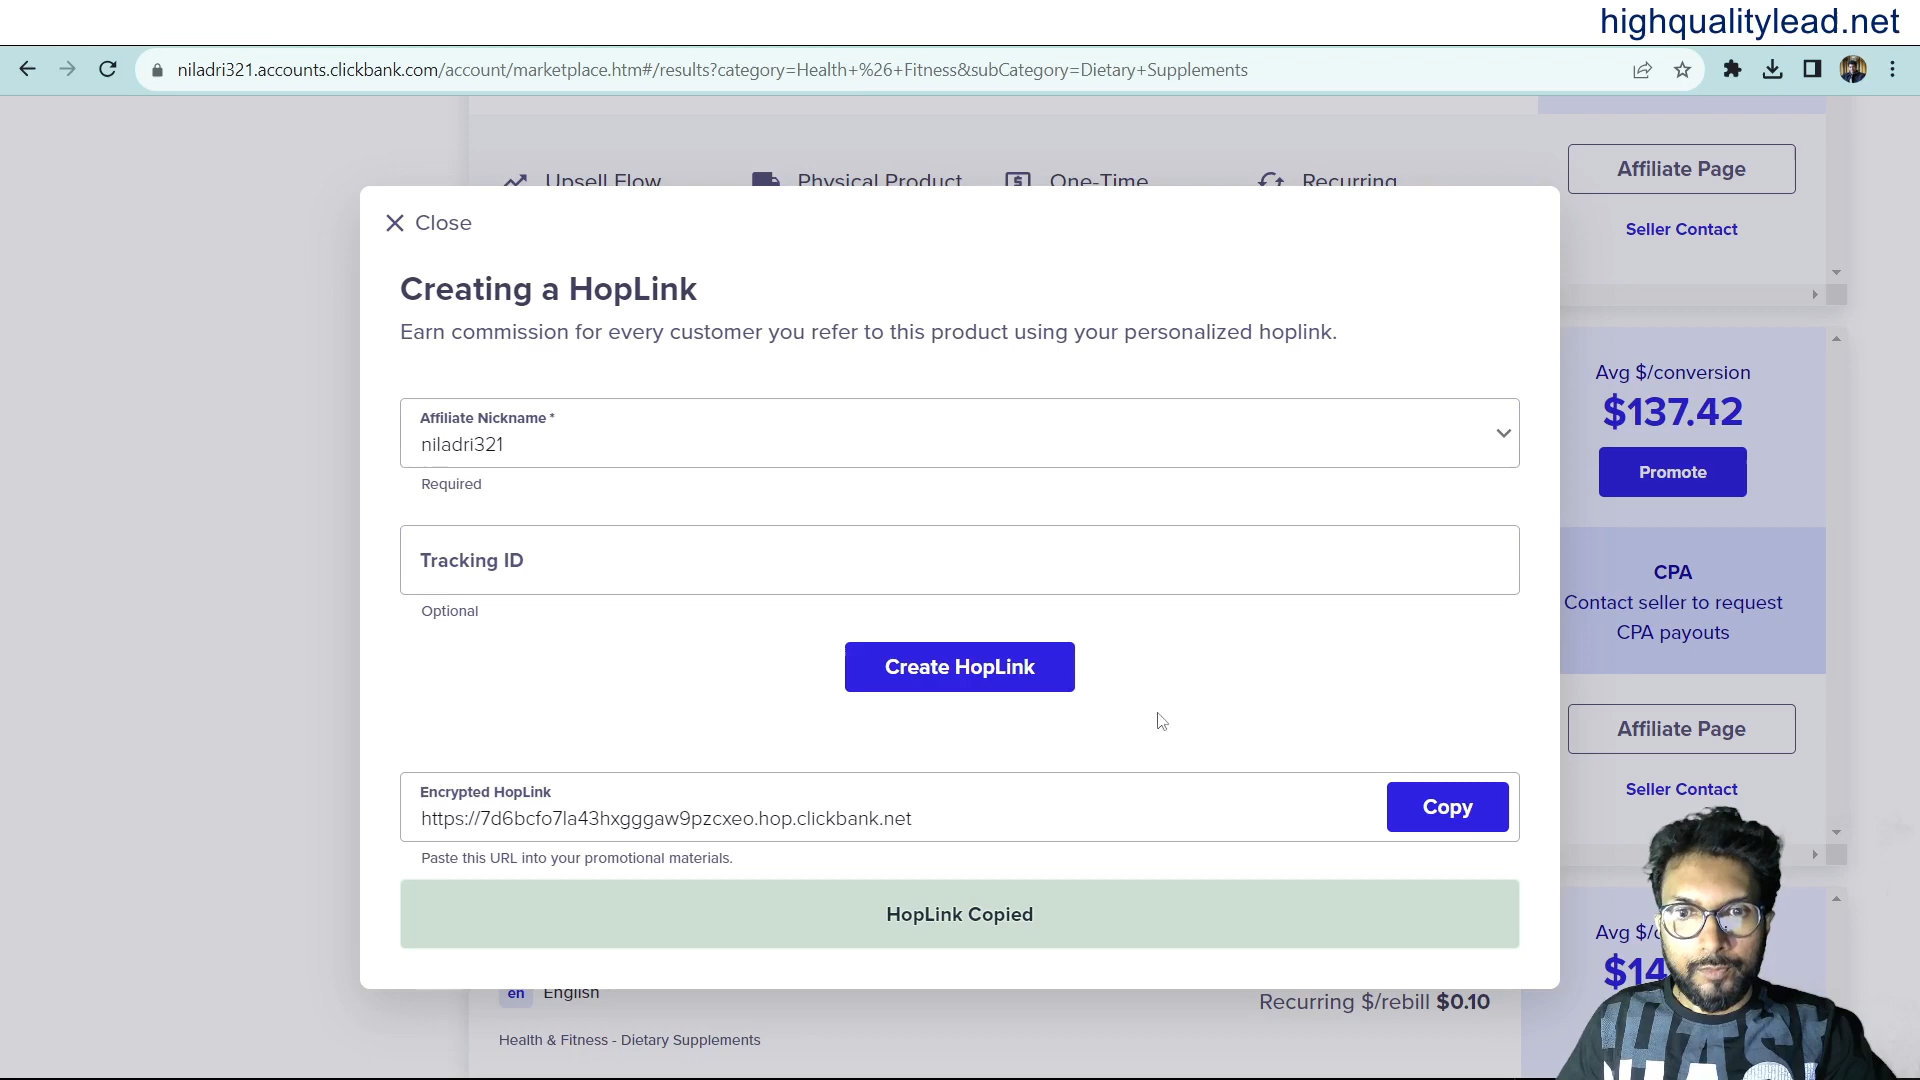 highqualitylead.net
niladri321.accounts.clickbank.com/account/marketplace.htm#/results?category=Health+%26+Fitness&subCategory=Dietary+Supplements
Upsell Flow
Physical Product
One-Time
Recurring
Affiliate Page
Seller Contact
Close
Creating a HopLink
Earn commission for every customer you refer to this product using your personalized hoplink.
Affiliate Nickname *
niladri321
Required
Tracking ID
Optional
Create HopLink
Encrypted HopLink
https://7d6bcfo7la43hxgggaw9pzcxeo.hop.clickbank.net
Copy
Paste this URL into your promotional materials.
HopLink Copied
Avg $/conversion
$137.42
Promote
CPA
Contact seller to request
CPA payouts
Affiliate Page
Seller Contact
Avg $/
$14
en English
Recurring $/rebill $0.10
Health & Fitness - Dietary Supplements